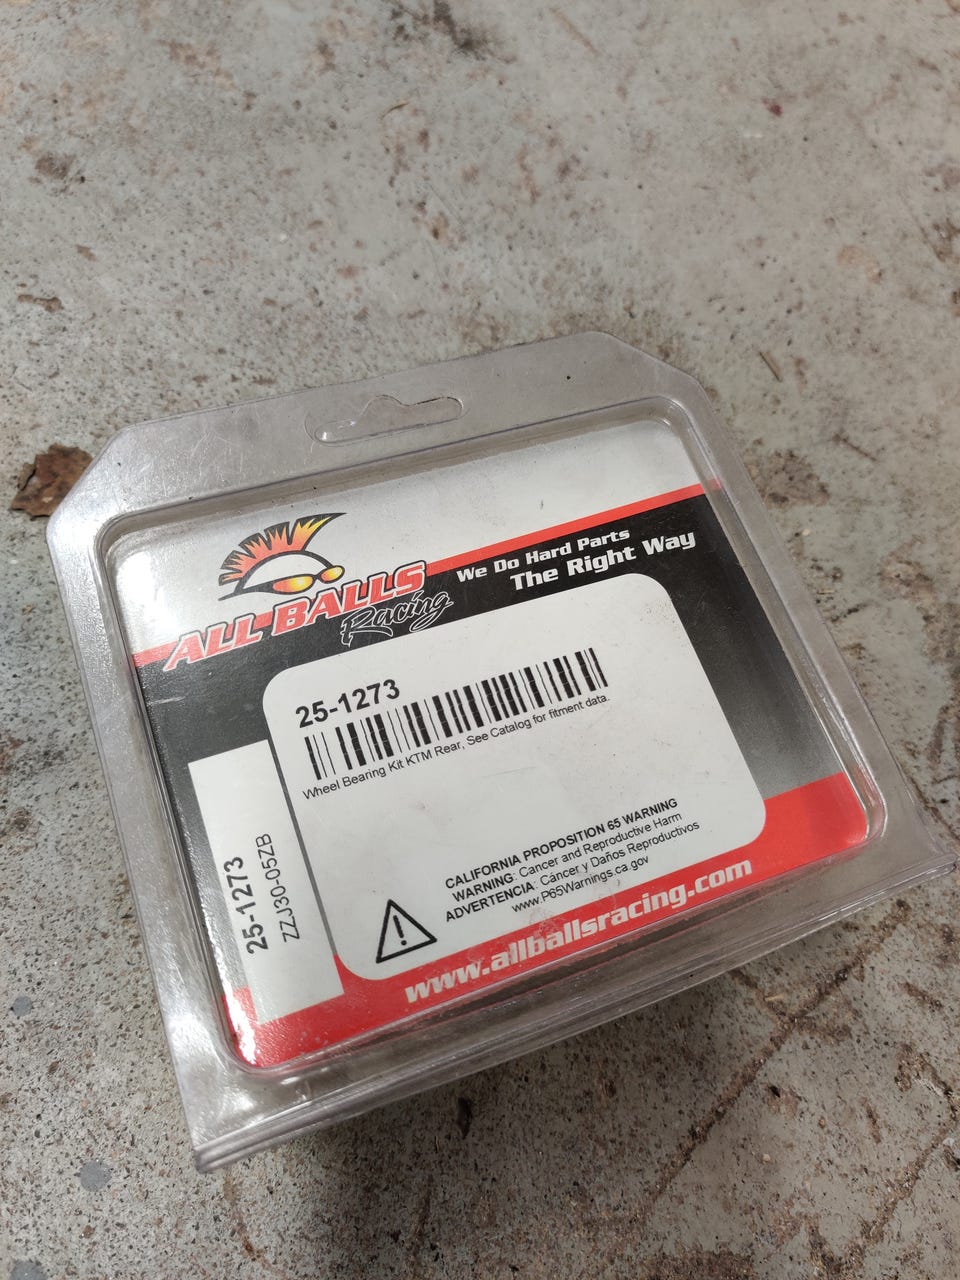 ALL BALLS
Racing
We Do Hard Parts
The Right Way
25-1273
Wheel Bearing Kit KTM Rear, See Catalog for fitment data.
CALIFORNIA PROPOSITION 65 WARNING
WARNING: Cancer and Reproductive Harm
ADVERTENCIA: Cáncer y Daños Reproductivos
www.P65Warnings.ca.gov
!
www.allballsracing.com
25-1273
ZZJ30-05ZB